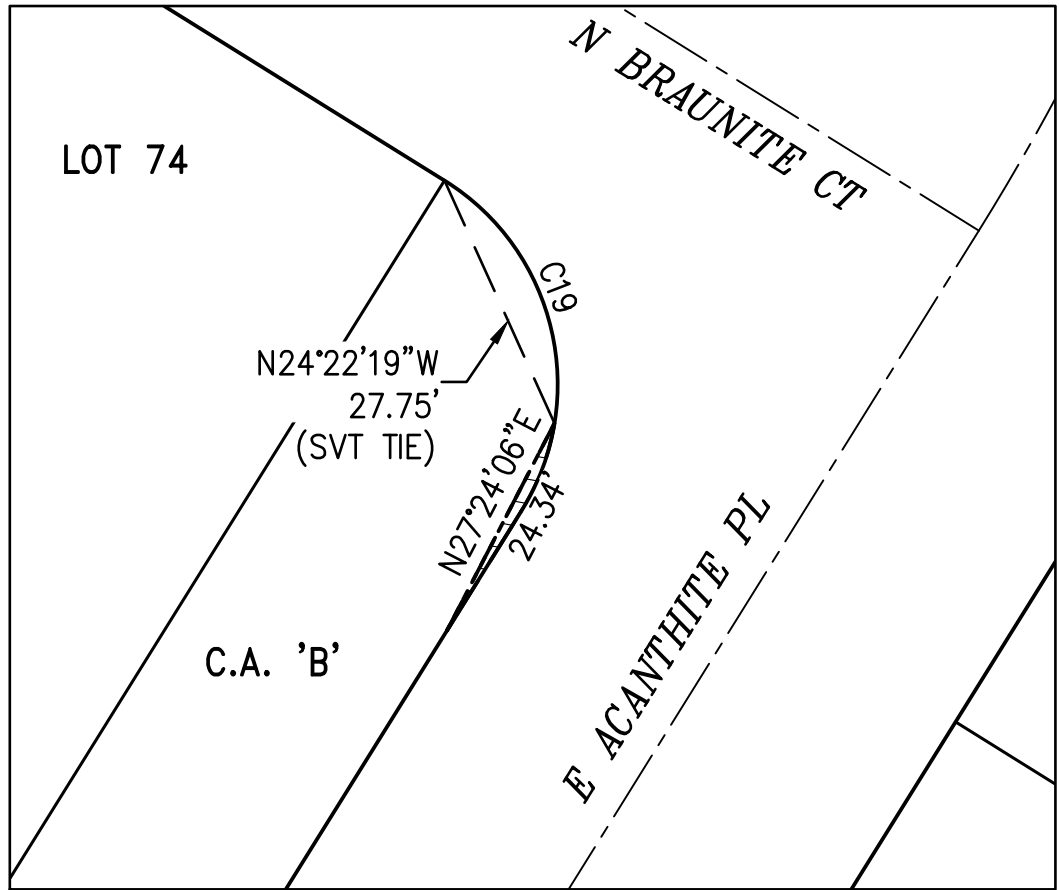 N BRAUNITE CT
LOT 74
C19
N24°22'19"W
27.75'
(SVT TIE)
N27°24'06"E
24.34'
E ACANTHITE PL
C.A. 'B'